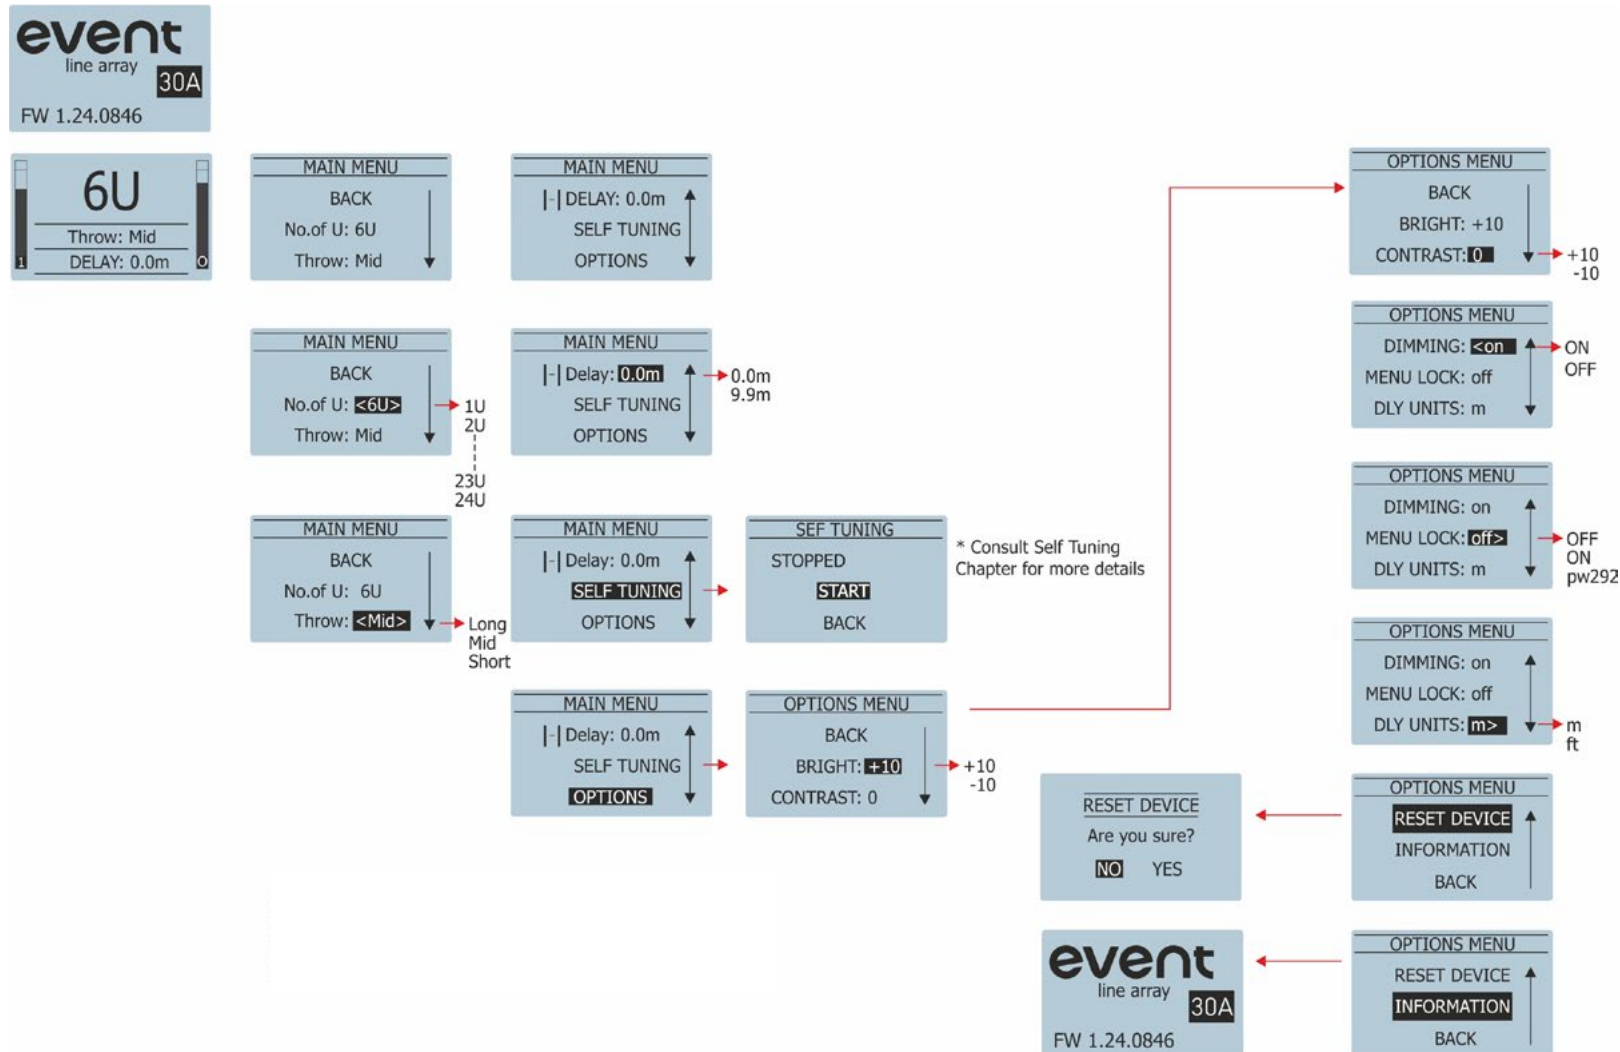 event
line array
30A
FW 1.24.0846
6U
Throw: Mid
DELAY: 0.0m
1
O
MAIN MENU
BACK
No.of U: 6U
Throw: Mid
MAIN MENU
|-| DELAY: 0.0m
SELF TUNING
OPTIONS
MAIN MENU
BACK
No.of U: <6U>
Throw: Mid
1U
2U
23U
24U
MAIN MENU
|-| Delay: 0.0m
SELF TUNING
OPTIONS
0.0m
9.9m
MAIN MENU
BACK
No.of U: 6U
Throw: <Mid>
Long
Mid
Short
MAIN MENU
|-| Delay: 0.0m
SELF TUNING
OPTIONS
SEF TUNING
STOPPED
START
BACK
* Consult Self Tuning
Chapter for more details
MAIN MENU
|-| Delay: 0.0m
SELF TUNING
OPTIONS
OPTIONS MENU
BACK
BRIGHT: +10
CONTRAST: 0
+10
-10
OPTIONS MENU
BACK
BRIGHT: +10
CONTRAST: 0
+10
-10
OPTIONS MENU
DIMMING: <on
MENU LOCK: off
DLY UNITS: m
ON
OFF
OPTIONS MENU
DIMMING: on
MENU LOCK: off>
DLY UNITS: m
OFF
ON
pw292
OPTIONS MENU
DIMMING: on
MENU LOCK: off
DLY UNITS: m>
m
ft
OPTIONS MENU
RESET DEVICE
INFORMATION
BACK
RESET DEVICE
Are you sure?
NO YES
OPTIONS MENU
RESET DEVICE
INFORMATION
BACK
event
line array
30A
FW 1.24.0846